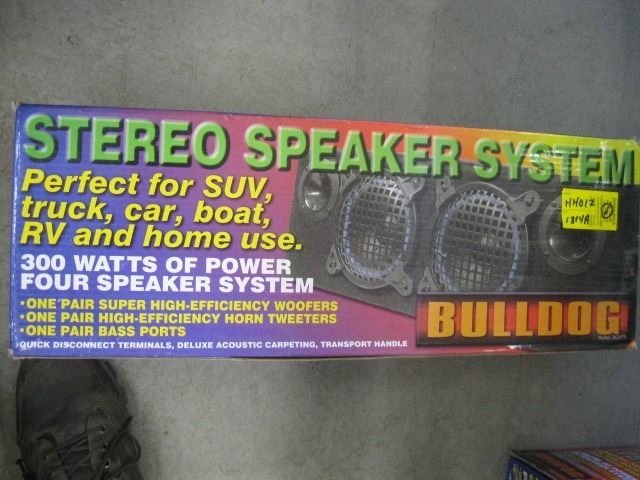 STEREO SPEAKER SYSTEM
Perfect for SUV,
truck, car, boat,
RV and home use.
300 WATTS OF POWER
FOUR SPEAKER SYSTEM
•ONE PAIR SUPER HIGH-EFFICIENCY WOOFERS
•ONE PAIR HIGH-EFFICIENCY HORN TWEETERS
•ONE PAIR BASS PORTS
QUICK DISCONNECT TERMINALS, DELUXE ACOUSTIC CARPETING, TRANSPORT HANDLE
HH012
1814A
BULLDOG